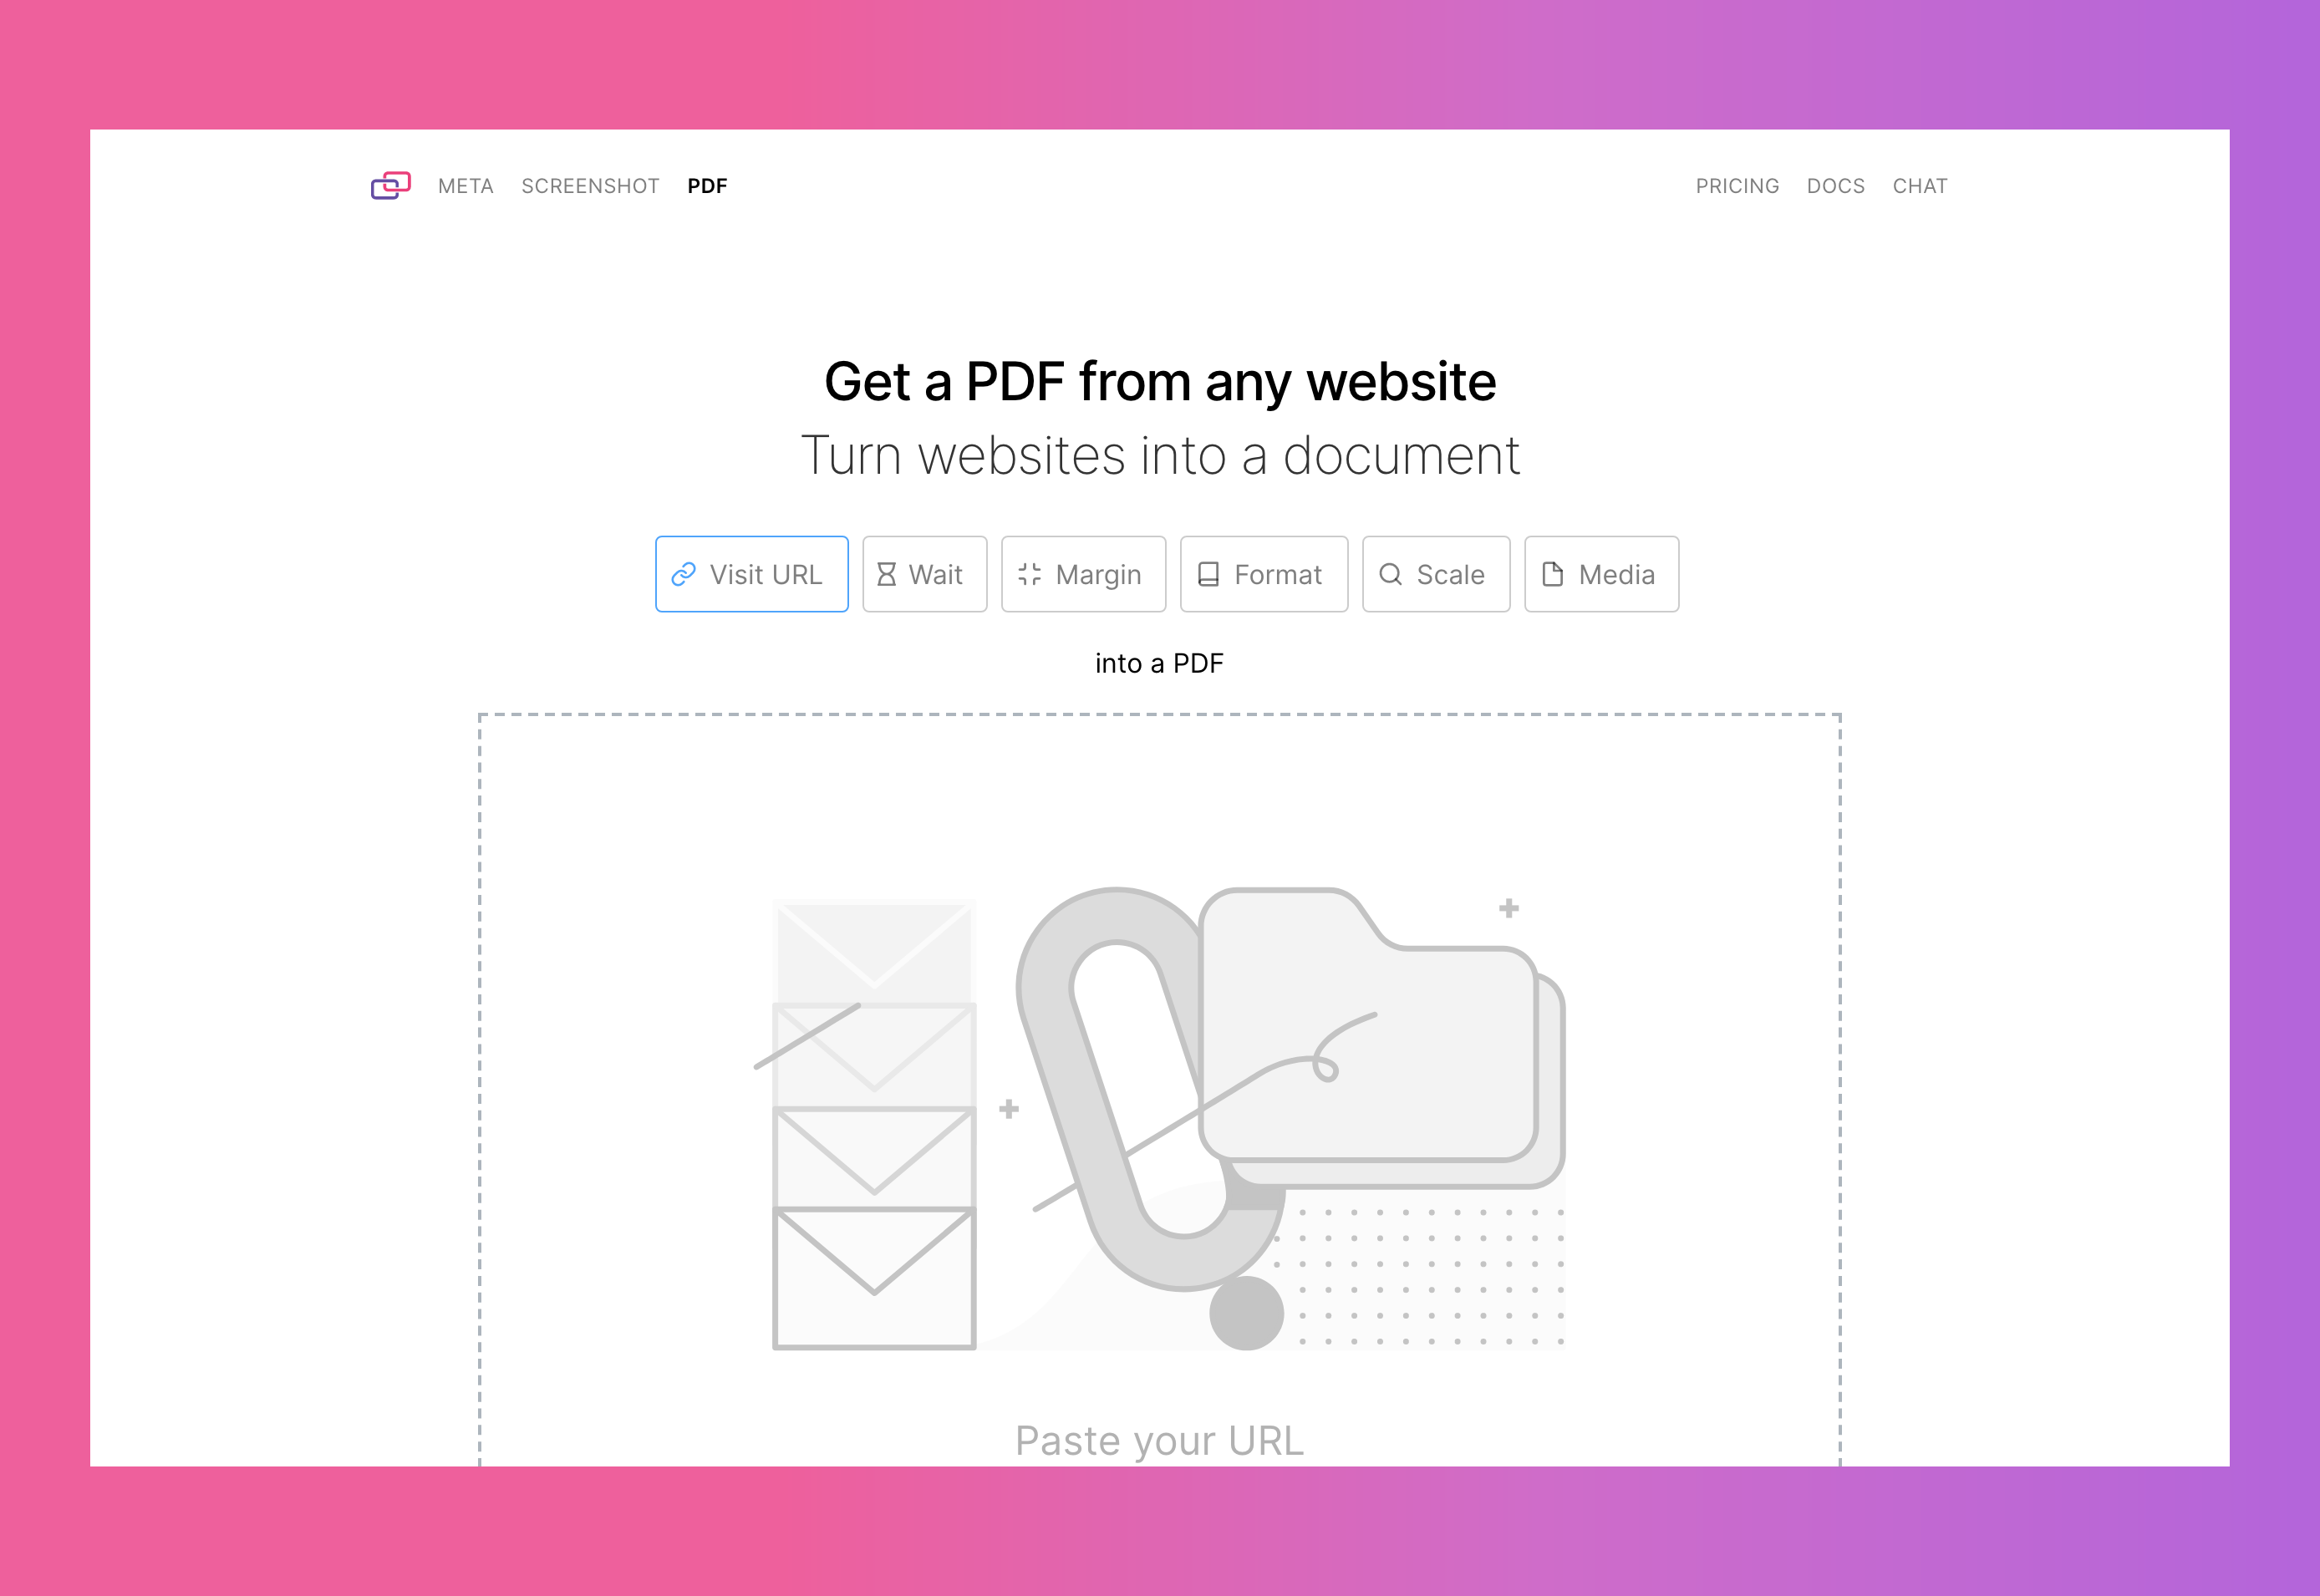 META SCREENSHOT PDF PRICING DOCS CHAT
Get a PDF from any website
Turn websites into a document
Visit URL Wait Margin Format Scale Media
into a PDF
Paste your URL